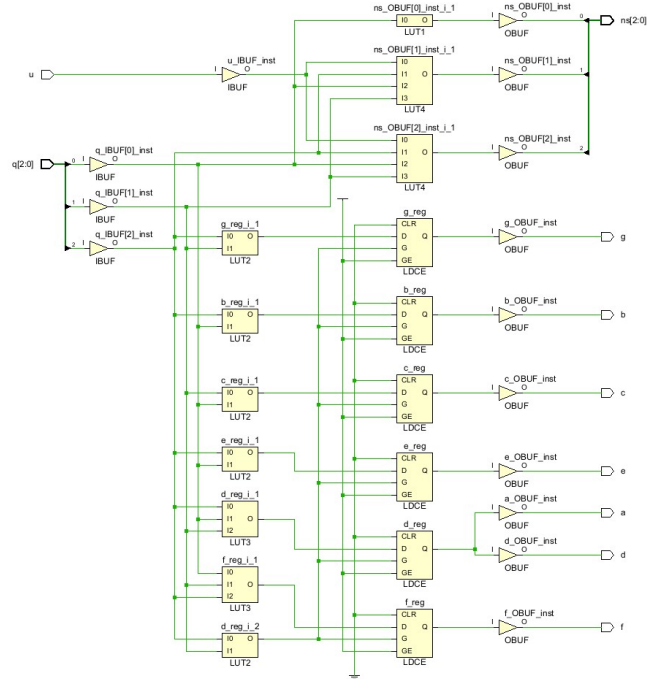 ns_OBUF[0]_inst_i_1
I0 O
LUT1
ns_OBUF[0]_inst
I O
OBUF
0
ns[2:0]
u
u_IBUF_inst
I O
IBUF
ns_OBUF[1]_inst_i_1
I0
I1 O
I2
I3
LUT4
ns_OBUF[1]_inst
I O
OBUF
1
ns_OBUF[2]_inst_i_1
I0
I1 O
I2
I3
LUT4
ns_OBUF[2]_inst
I O
OBUF
2
q[2:0]
0
q_IBUF[0]_inst
I O
IBUF
1
q_IBUF[1]_inst
I O
IBUF
2
q_IBUF[2]_inst
I O
IBUF
g_reg_i_1
I0 O
I1
LUT2
g_reg
CLR
D Q
G
GE
LDCE
g_OBUF_inst
I O
OBUF
g
b_reg_i_1
I0 O
I1
LUT2
b_reg
CLR
D Q
G
GE
LDCE
b_OBUF_inst
I O
OBUF
b
c_reg_i_1
I0 O
I1
LUT2
c_reg
CLR
D Q
G
GE
LDCE
c_OBUF_inst
I O
OBUF
c
e_reg_i_1
I0 O
I1
LUT2
e_reg
CLR
D Q
G
GE
LDCE
e_OBUF_inst
I O
OBUF
e
d_reg_i_1
I0
I1 O
I2
LUT3
d_reg
CLR
D Q
G
GE
LDCE
a_OBUF_inst
I O
OBUF
a
d_OBUF_inst
I O
OBUF
d
f_reg_i_1
I0
I1 O
I2
LUT3
f_reg
CLR
D Q
G
GE
LDCE
f_OBUF_inst
I O
OBUF
f
d_reg_i_2
I0 O
I1
LUT2